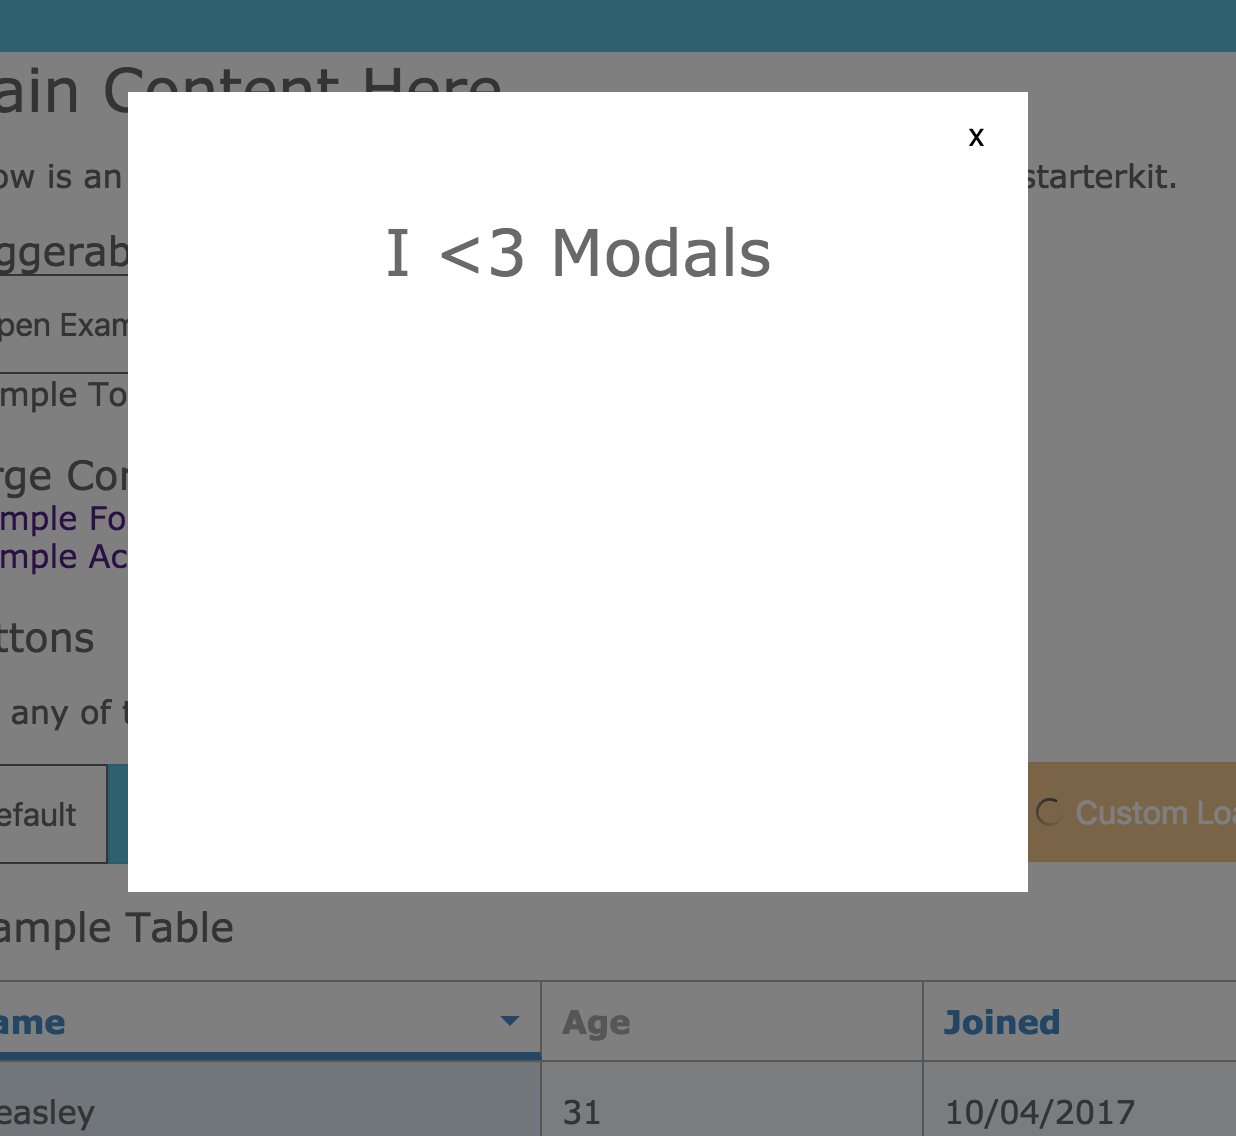 ain Content Here
x
ow is an
starterkit.
ggerab
I <3 Modals
pen Exam
mple To
rge Con
mple Fo
mple Ac
ttons
any of t
efault
Custom Loa
ample Table
ame
Age
Joined
easley
31
10/04/2017